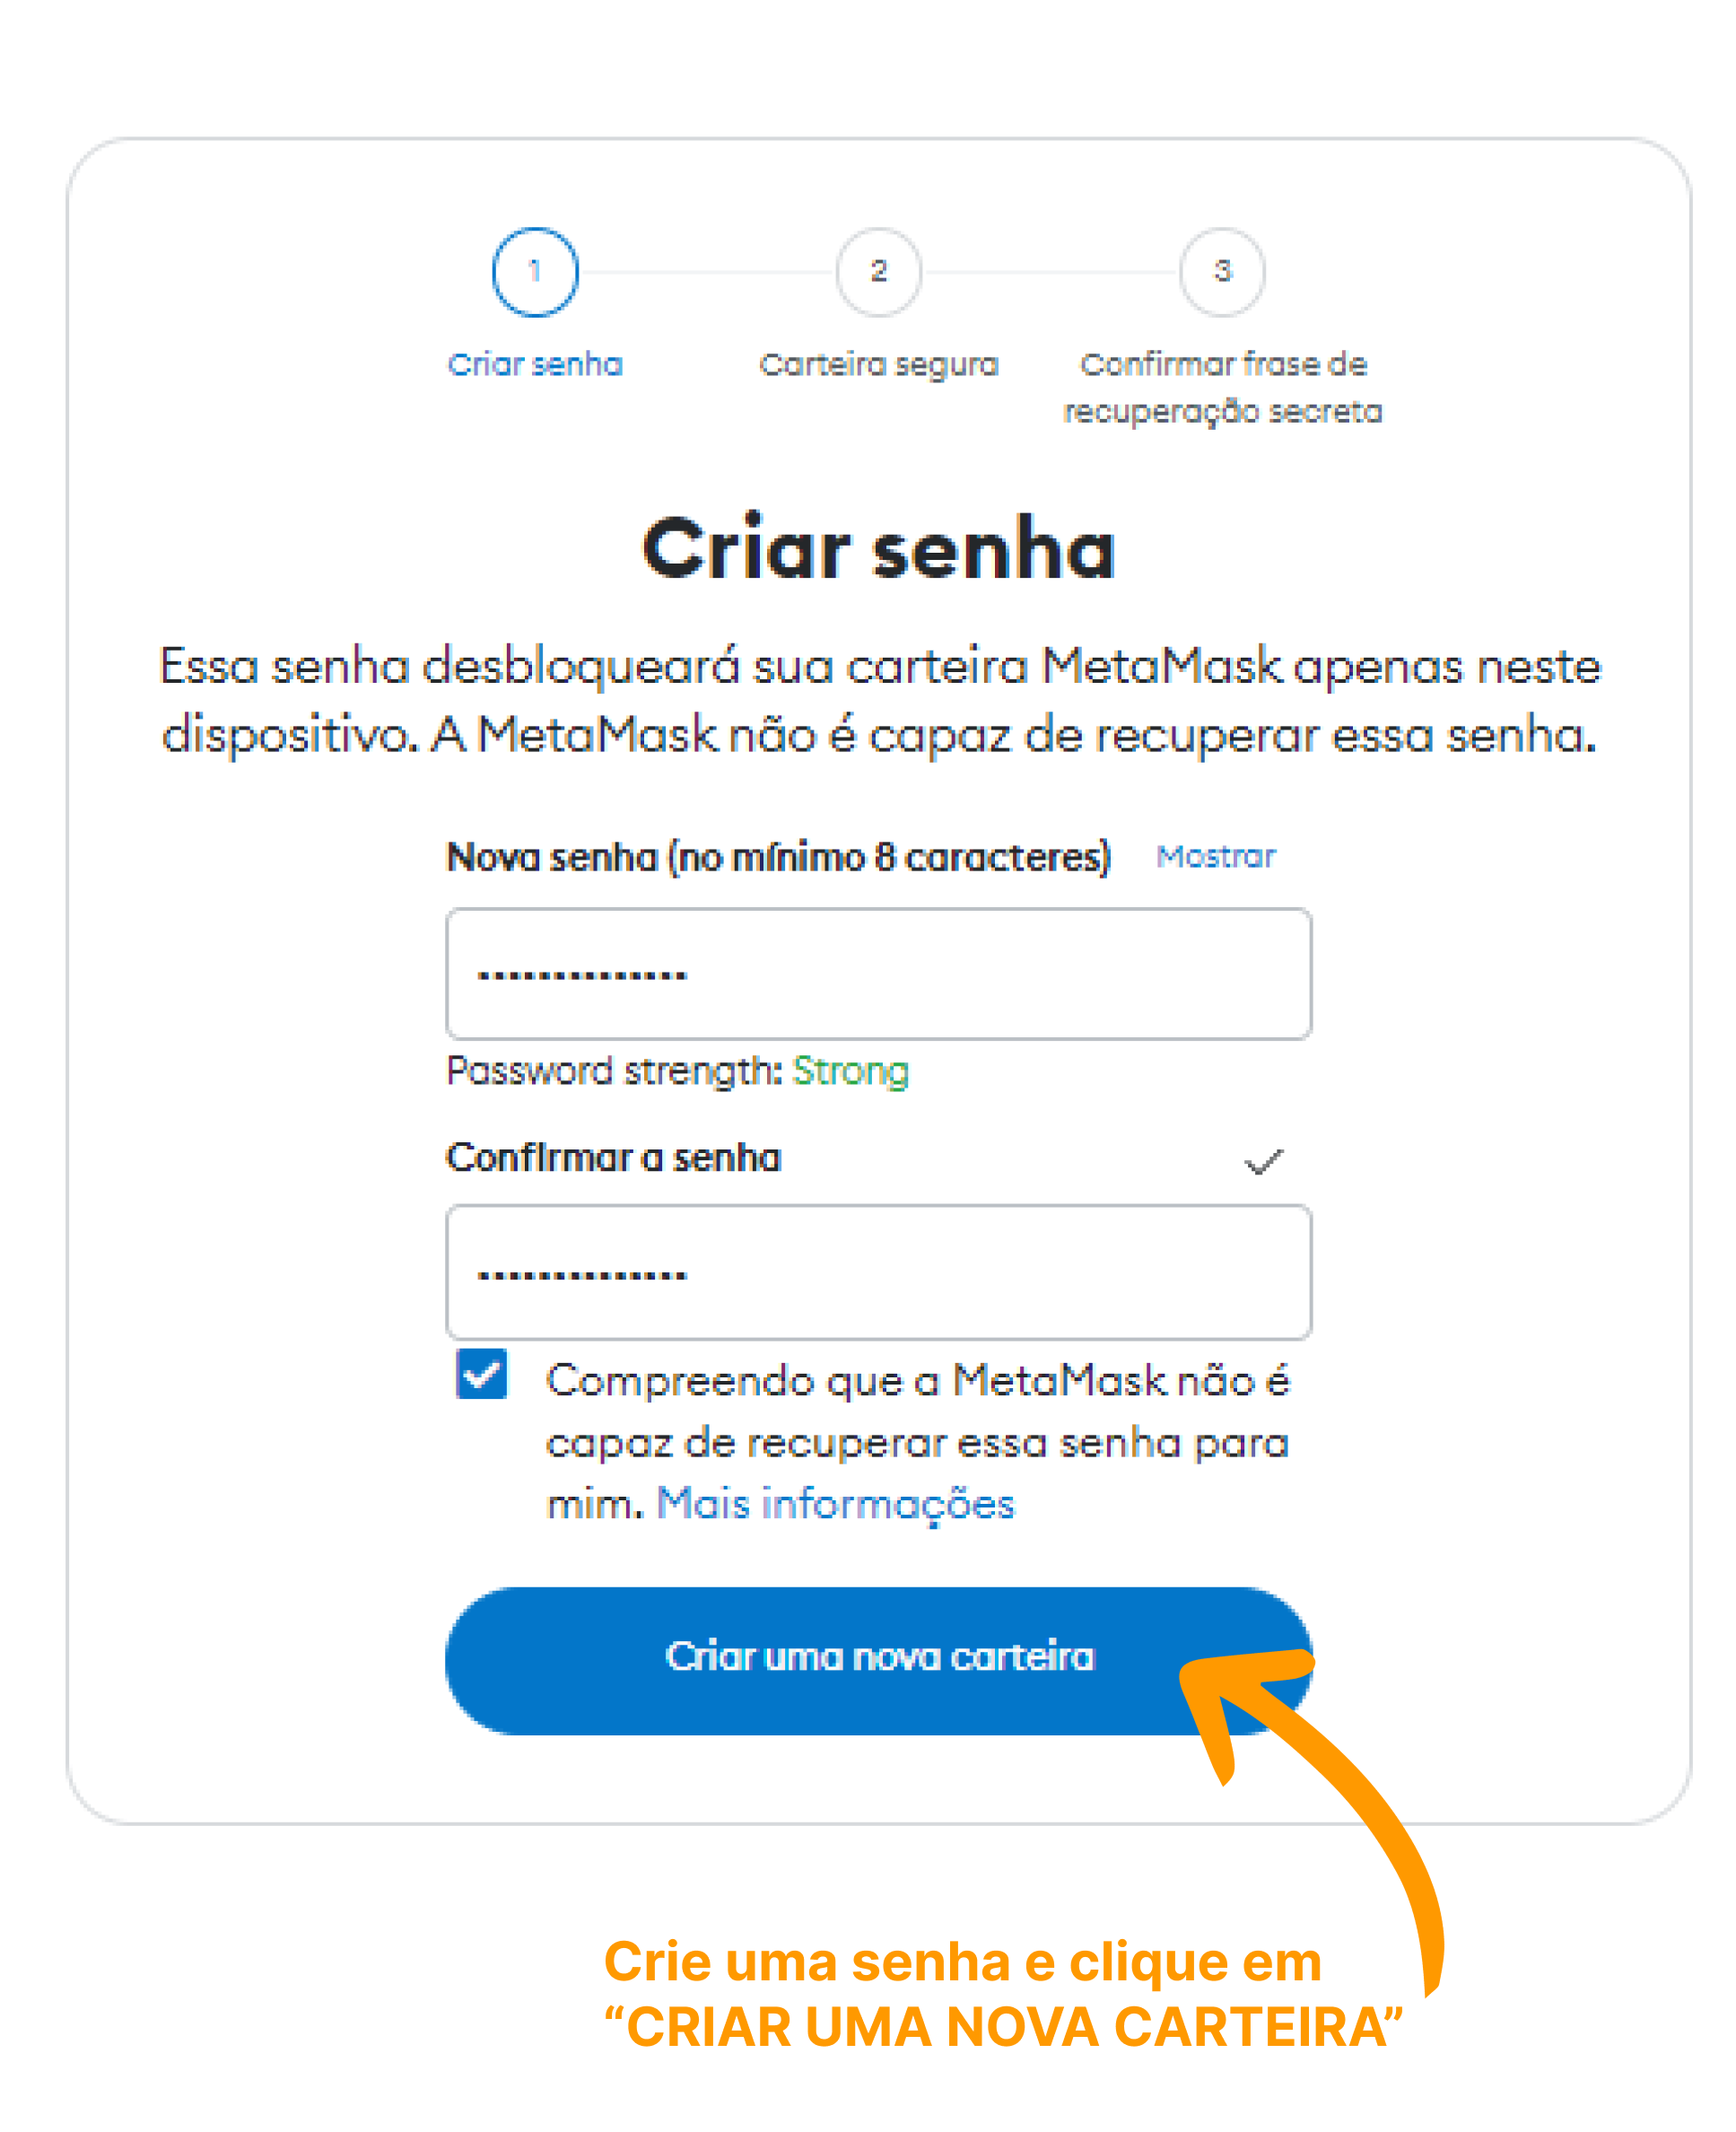 1
2
3
Criar senha
Carteira segura
Confirmar frase de
recuperação secreta
Criar senha
Essa senha desbloqueará sua carteira MetaMask apenas neste
dispositivo. A MetaMask não é capaz de recuperar essa senha.
Nova senha (no mínimo 8 caracteres) Mostrar
••••••••••••••
Password strength: Strong
Confirmar a senha
••••••••••••••
Compreendo que a MetaMask não é
capaz de recuperar essa senha para
mim. Mais informações
Criar uma nova carteira
Crie uma senha e clique em
“CRIAR UMA NOVA CARTEIRA”